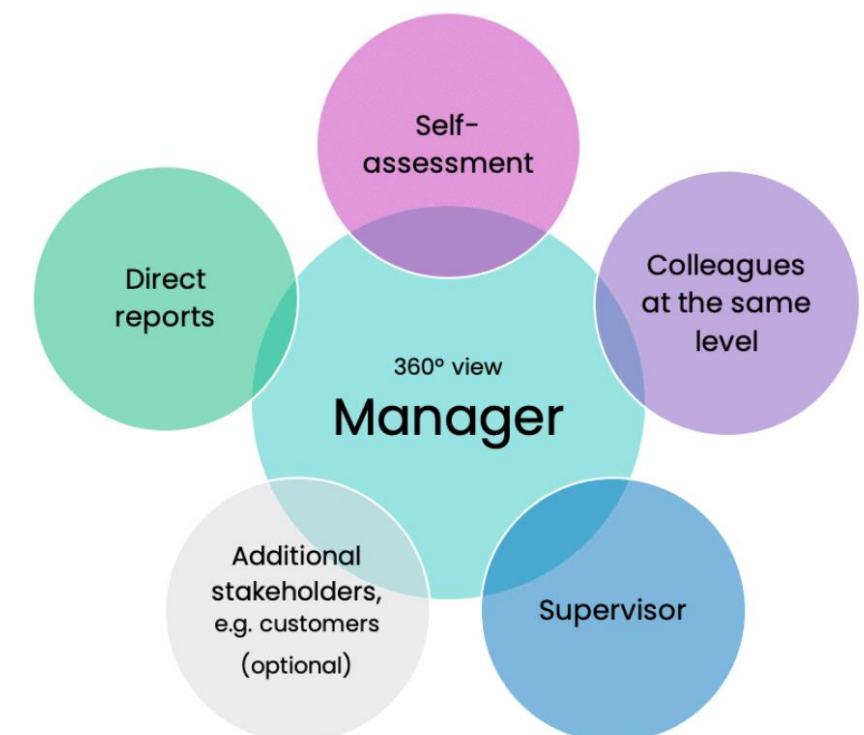 Self-
assessment
Direct
reports
Colleagues
at the same
level
360° view
Manager
Additional
stakeholders,
e.g. customers
(optional)
Supervisor